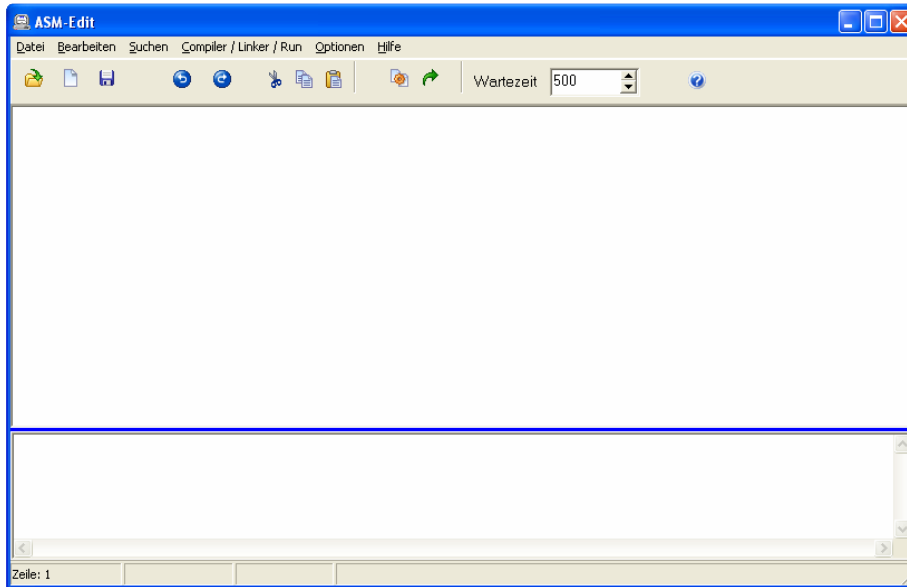 ASM-Edit
Datei Bearbeiten Suchen Compiler / Linker / Run Optionen Hilfe
Wartezeit 500
Zeile: 1